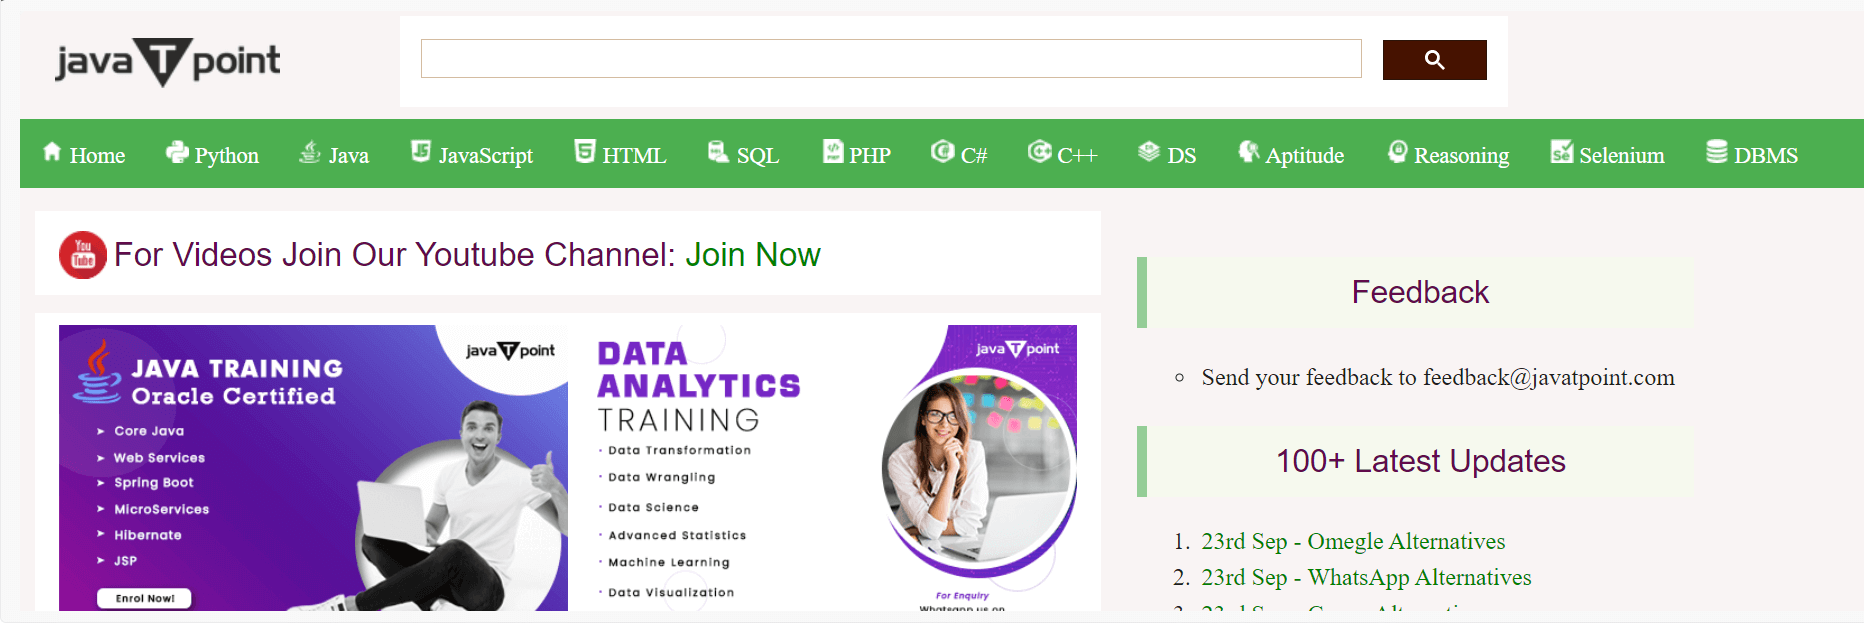 java T point
Home Python Java JavaScript HTML SQL PHP C# C++ DS Aptitude Reasoning Selenium DBMS
You
Tube
For Videos Join Our Youtube Channel: Join Now
JAVA TRAINING
Oracle Certified
➤ Core Java
➤ Web Services
➤ Spring Boot
➤ MicroServices
➤ Hibernate
➤ JSP
Enrol Now!
java T point
DATA
ANALYTICS
TRAINING
• Data Transformation
• Data Wrangling
• Data Science
• Advanced Statistics
• Machine Learning
• Data Visualization
java T point
For Enquiry
Whatsapp us on
Feedback
Send your feedback to feedback@javatpoint.com
100+ Latest Updates
1. 23rd Sep - Omegle Alternatives
2. 23rd Sep - WhatsApp Alternatives